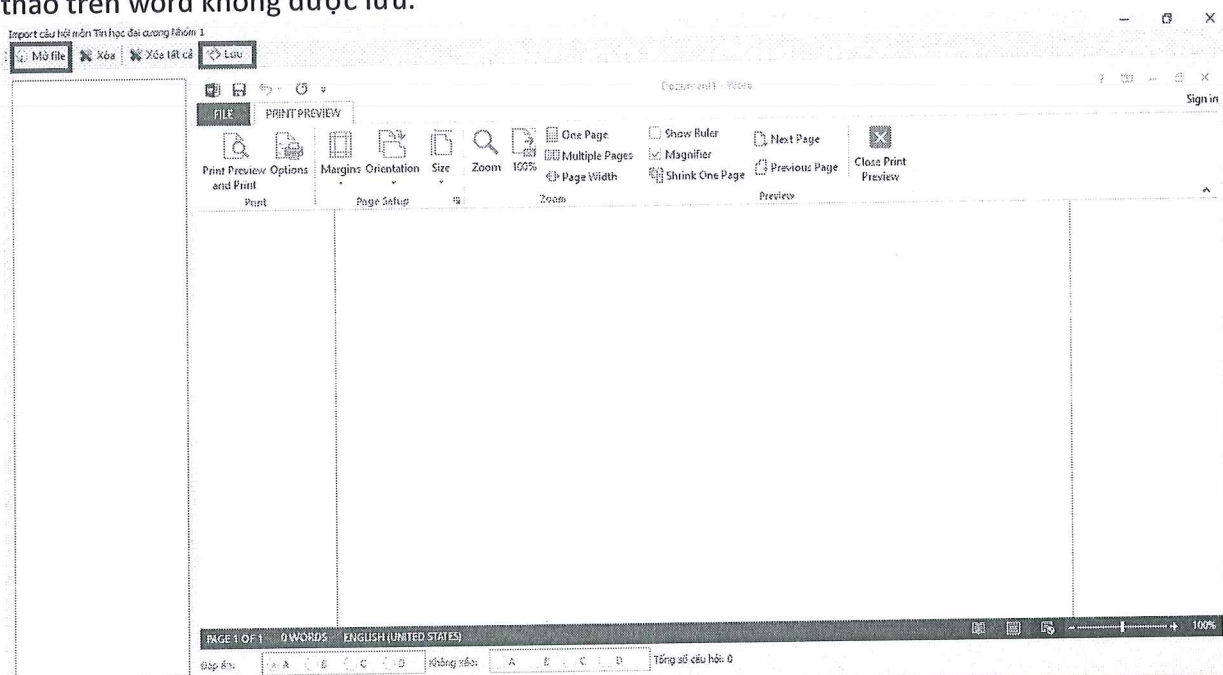 thảo trên word không được lưu.
Import câu hỏi môn Tin học đại cương Nhóm 1
Mở file Xóa Xóa tất cả Lưu
Document1 - Word
Sign in
FILE PRINT PREVIEW
One Page Show Ruler Next Page
Multiple Pages Magnifier
Print Preview and Print Options Margins Orientation Size Zoom 100% Page Width Shrink One Page Previous Page Close Print Preview
Print Page Setup Zoom Preview
PAGE 1 OF 1 0 WORDS ENGLISH (UNITED STATES) 100%
Đáp án: A B C D Không xáo: A B C D Tổng số câu hỏi: 0